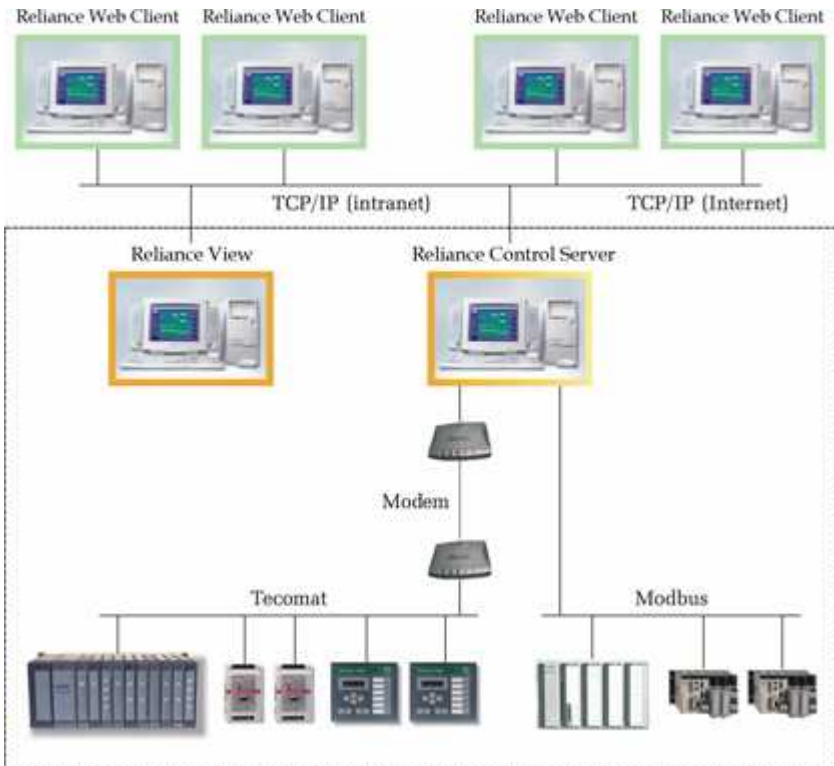 Reliance Web Client
Reliance Web Client
Reliance Web Client
Reliance Web Client
TCP/IP (intranet)
TCP/IP (Internet)
Reliance View
Reliance Control Server
Modem
Tecomat
Modbus